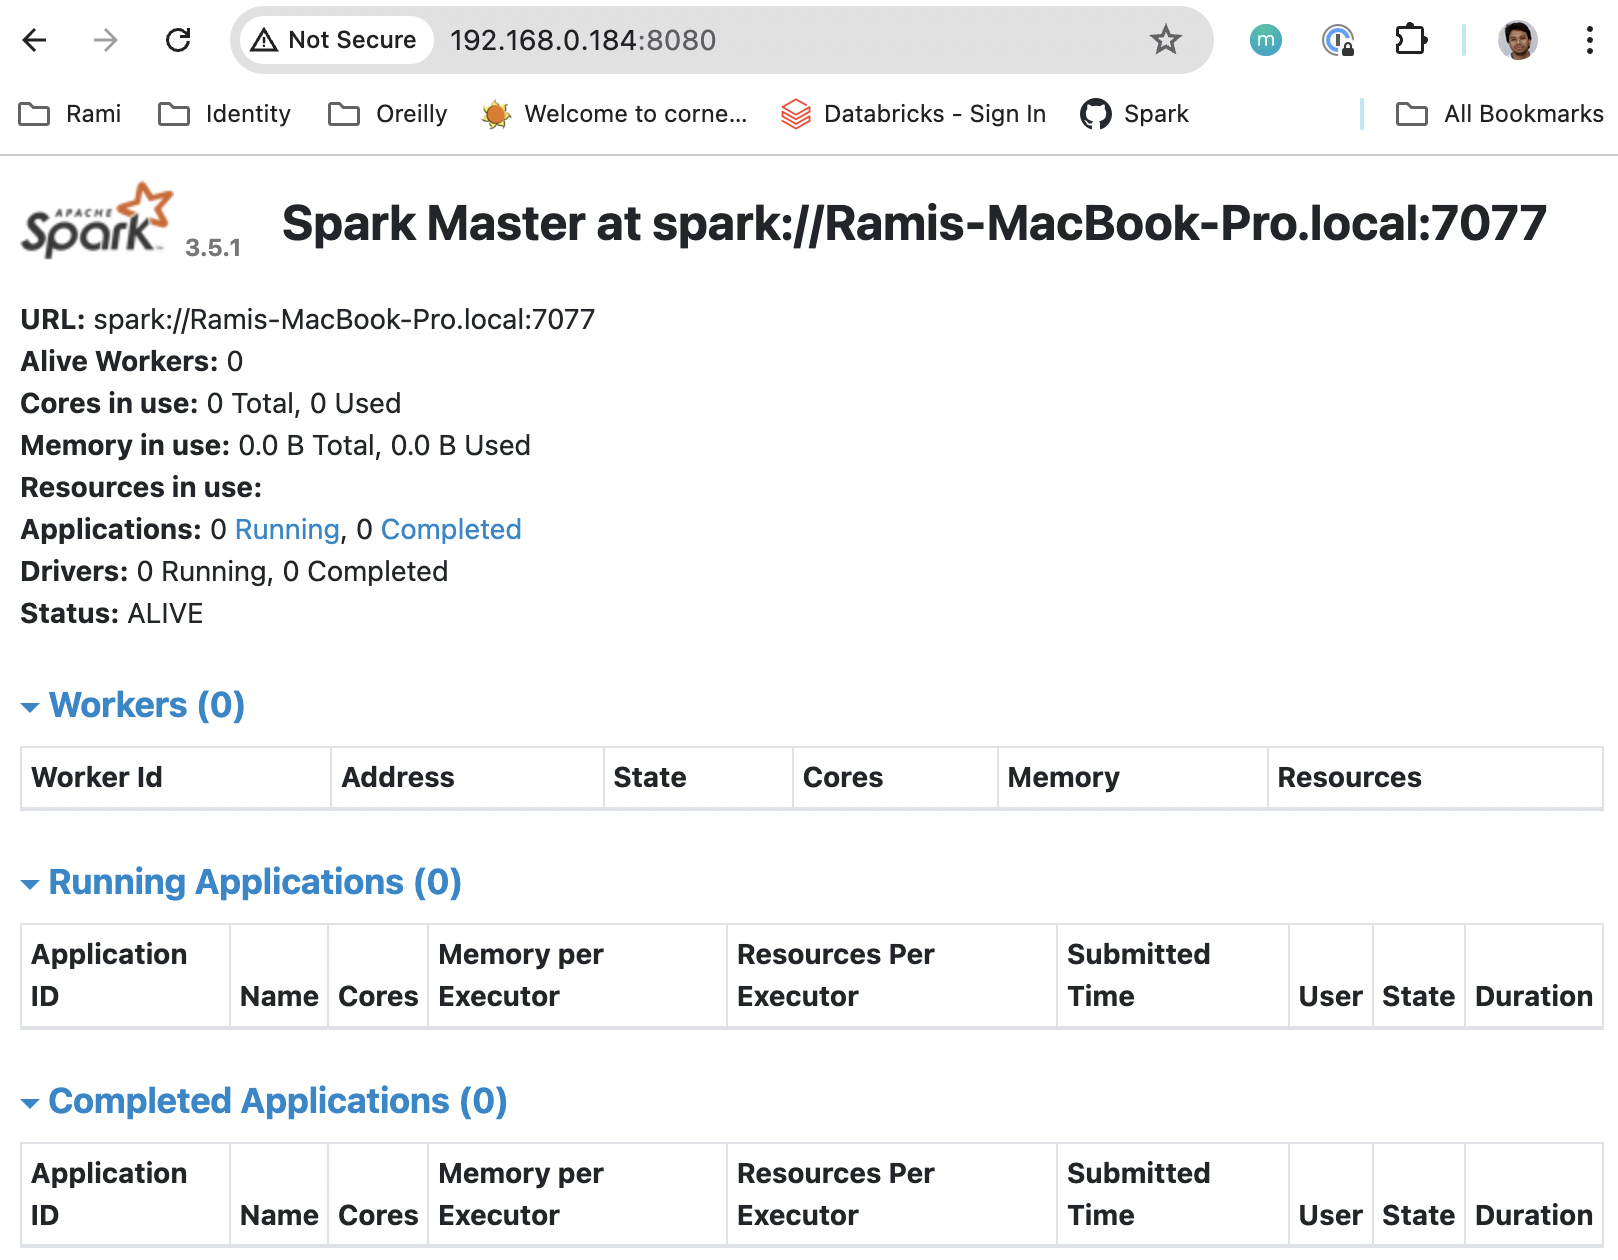 Not Secure 192.168.0.184:8080 m
Rami Identity Oreilly Welcome to corne... Databricks - Sign In Spark All Bookmarks
APACHE Spark™ 3.5.1 Spark Master at spark://Ramis-MacBook-Pro.local:7077
URL: spark://Ramis-MacBook-Pro.local:7077
Alive Workers: 0
Cores in use: 0 Total, 0 Used
Memory in use: 0.0 B Total, 0.0 B Used
Resources in use:
Applications: 0 Running, 0 Completed
Drivers: 0 Running, 0 Completed
Status: ALIVE
Workers (0)
Worker Id Address State Cores Memory Resources
Running Applications (0)
Application ID Name Cores Memory per Executor Resources Per Executor Submitted Time User State Duration
Completed Applications (0)
Application ID Name Cores Memory per Executor Resources Per Executor Submitted Time User State Duration